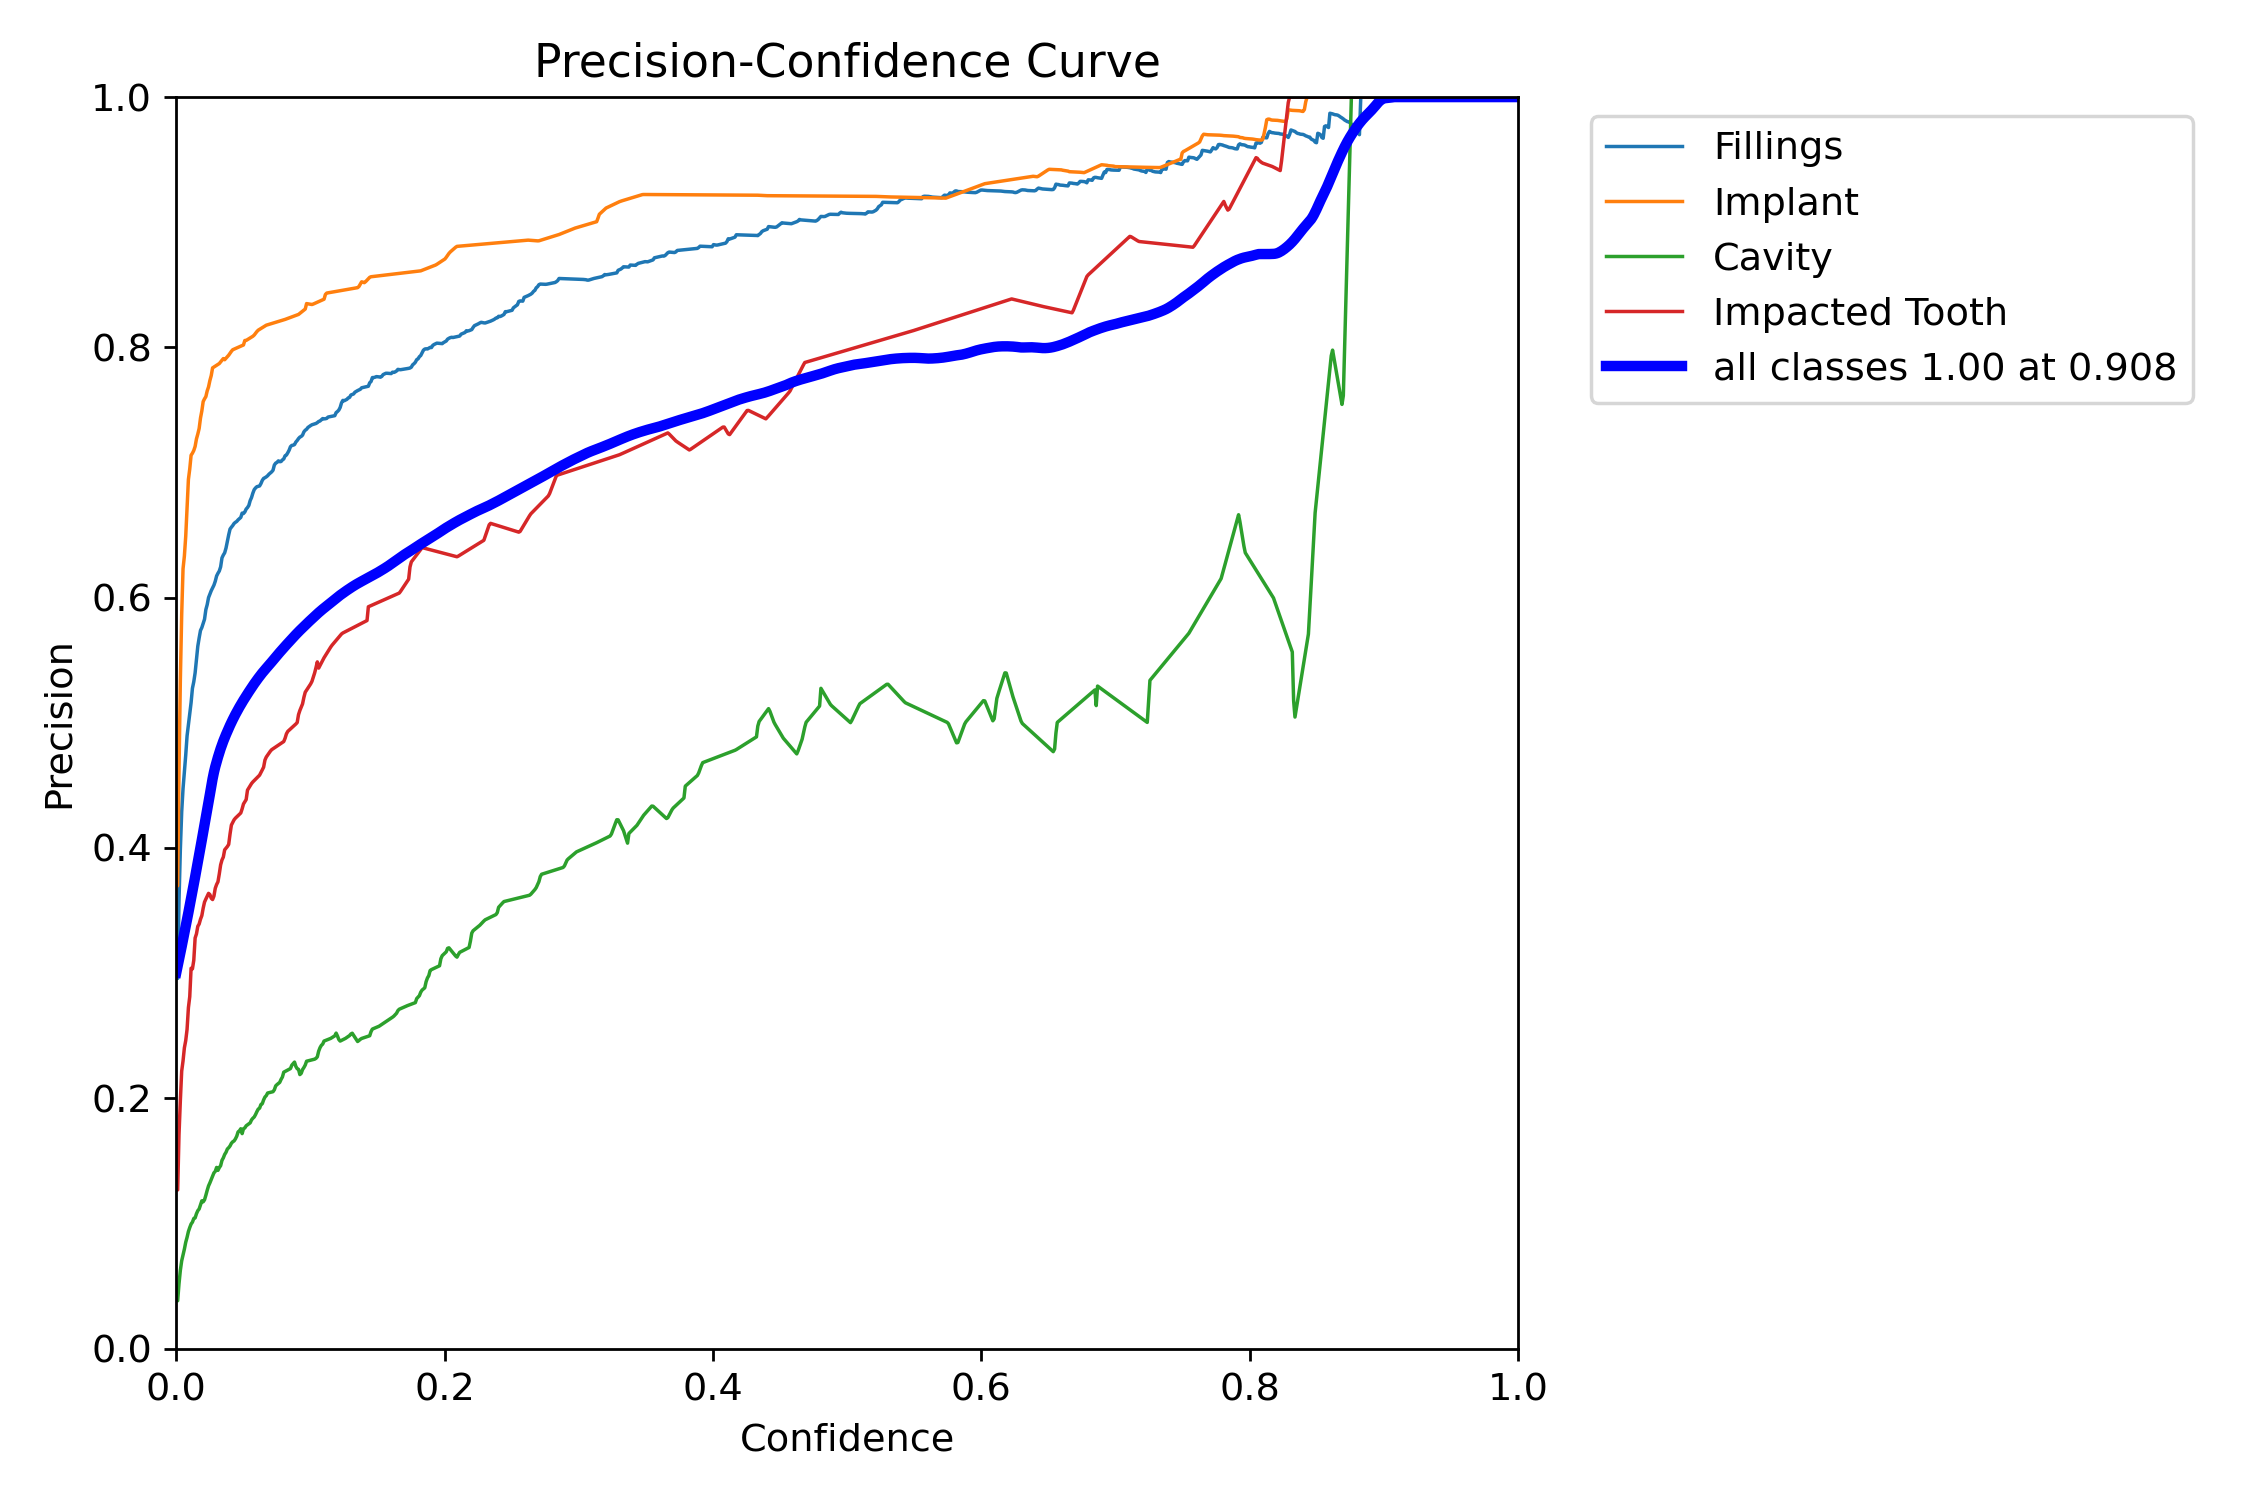 Precision-Confidence Curve
1.0
0.8
0.6
0.4
0.2
0.0
Precision
0.0 0.2 0.4 0.6 0.8 1.0
Confidence
Fillings
Implant
Cavity
Impacted Tooth
all classes 1.00 at 0.908